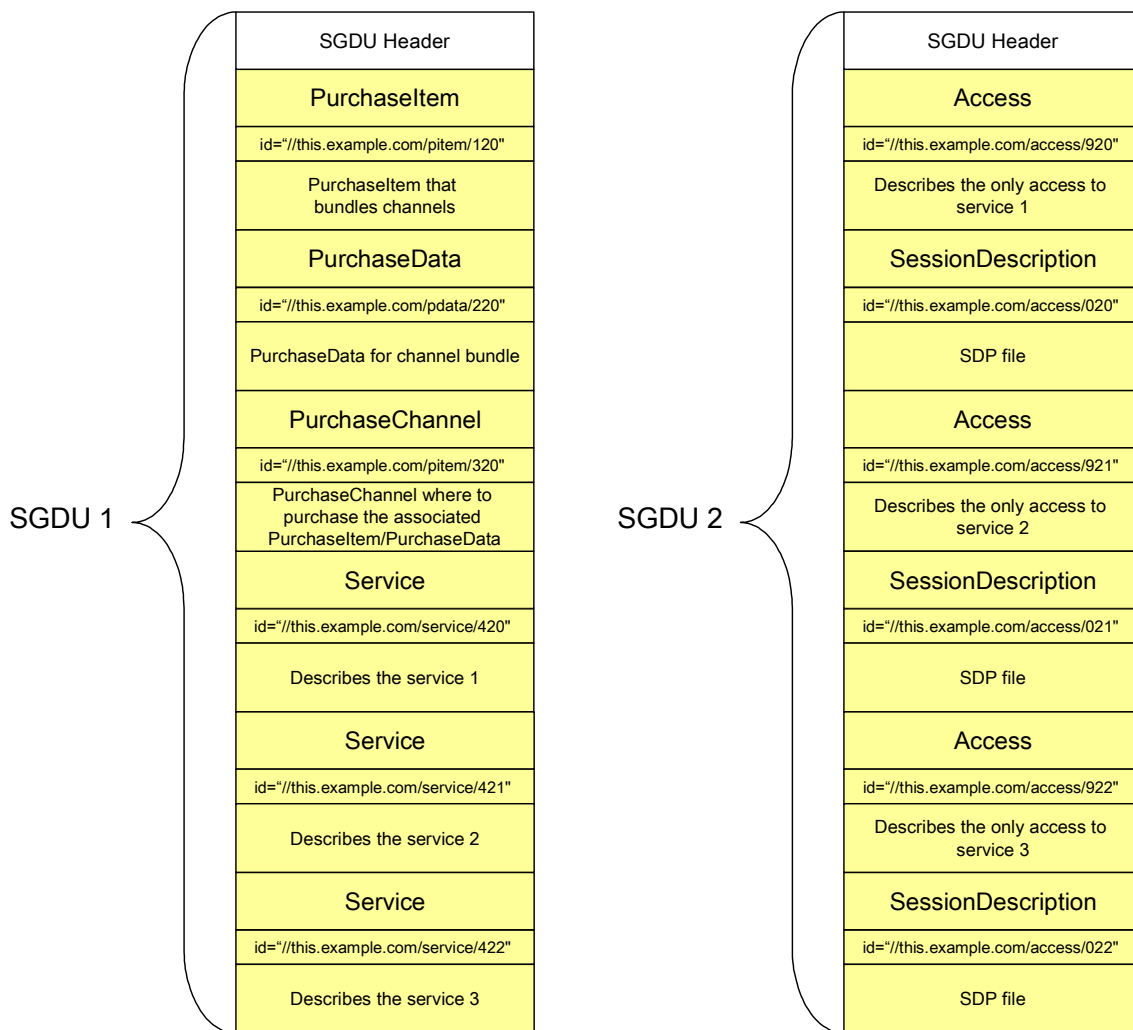 SGDU 1
SGDU Header
PurchaseItem
id=“//this.example.com/pitem/120"
PurchaseItem that
bundles channels
PurchaseData
id=“//this.example.com/pdata/220"
PurchaseData for channel bundle
PurchaseChannel
id=“//this.example.com/pitem/320"
PurchaseChannel where to
purchase the associated
PurchaseItem/PurchaseData
Service
id=“//this.example.com/service/420"
Describes the service 1
Service
id=“//this.example.com/service/421"
Describes the service 2
Service
id=“//this.example.com/service/422"
Describes the service 3
SGDU 2
SGDU Header
Access
id=“//this.example.com/access/920"
Describes the only access to
service 1
SessionDescription
id=“//this.example.com/access/020"
SDP file
Access
id=“//this.example.com/access/921"
Describes the only access to
service 2
SessionDescription
id=“//this.example.com/access/021"
SDP file
Access
id=“//this.example.com/access/922"
Describes the only access to
service 3
SessionDescription
id=“//this.example.com/access/022"
SDP file